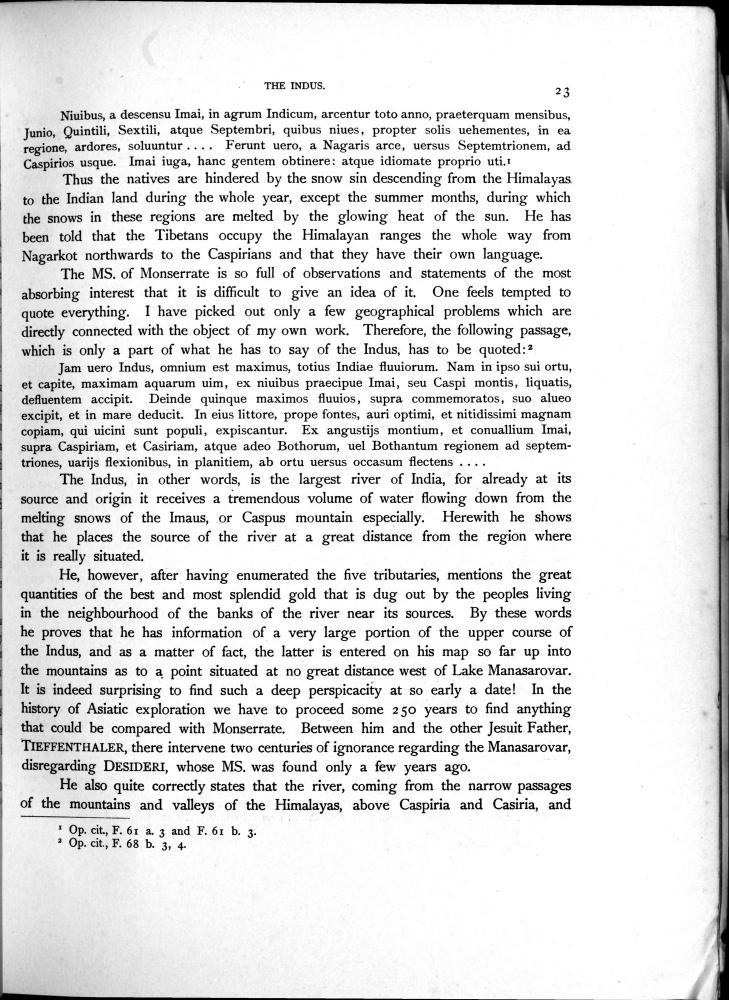 THE INDUS.
23
Niuibus, a descensu Imai, in agrum Indicum, arcentur toto anno, praeterquam mensibus,
Junio, Quintili, Sextili, atque Septembri, quibus niues, propter solis uehementes, in ea
regione, ardores, soluuntur .... Ferunt uero, a Nagaris arce, uersus Septemtrionem, ad
Caspirios usque. Imai iuga, hanc gentem obtinere: atque idiomate proprio uti.¹
Thus the natives are hindered by the snow sin descending from the Himalayas
to the Indian land during the whole year, except the summer months, during which
the snows in these regions are melted by the glowing heat of the sun. He has
been told that the Tibetans occupy the Himalayan ranges the whole way from
Nagarkot northwards to the Caspirians and that they have their own language.
The MS. of Monserrate is so full of observations and statements of the most
absorbing interest that it is difficult to give an idea of it. One feels tempted to
quote everything. I have picked out only a few geographical problems which are
directly connected with the object of my own work. Therefore, the following passage,
which is only a part of what he has to say of the Indus, has to be quoted:²
Jam uero Indus, omnium est maximus, totius Indiae fluuiorum. Nam in ipso sui ortu,
et capite, maximam aquarum uim, ex niuibus praecipue Imai, seu Caspi montis, liquatis,
defluentem accipit. Deinde quinque maximos fluuios, supra commemoratos, suo alueo
excipit, et in mare deducit. In eius littore, prope fontes, auri optimi, et nitidissimi magnam
copiam, qui uicini sunt populi, expiscantur. Ex angustijs montium, et conuallium Imai,
supra Caspiriam, et Casiriam, atque adeo Bothorum, uel Bothantum regionem ad septem-
triones, uarijs flexionibus, in planitiem, ab ortu uersus occasum flectens ....
The Indus, in other words, is the largest river of India, for already at its
source and origin it receives a tremendous volume of water flowing down from the
melting snows of the Imaus, or Caspus mountain especially. Herewith he shows
that he places the source of the river at a great distance from the region where
it is really situated.
He, however, after having enumerated the five tributaries, mentions the great
quantities of the best and most splendid gold that is dug out by the peoples living
in the neighbourhood of the banks of the river near its sources. By these words
he proves that he has information of a very large portion of the upper course of
the Indus, and as a matter of fact, the latter is entered on his map so far up into
the mountains as to a point situated at no great distance west of Lake Manasarovar.
It is indeed surprising to find such a deep perspicacity at so early a date! In the
history of Asiatic exploration we have to proceed some 250 years to find anything
that could be compared with Monserrate. Between him and the other Jesuit Father,
TIEFFENTHALER, there intervene two centuries of ignorance regarding the Manasarovar,
disregarding DESIDERI, whose MS. was found only a few years ago.
He also quite correctly states that the river, coming from the narrow passages
of the mountains and valleys of the Himalayas, above Caspiria and Casiria, and
¹ Op. cit., F. 61 a. 3 and F. 61 b. 3.
² Op. cit., F. 68 b. 3, 4.